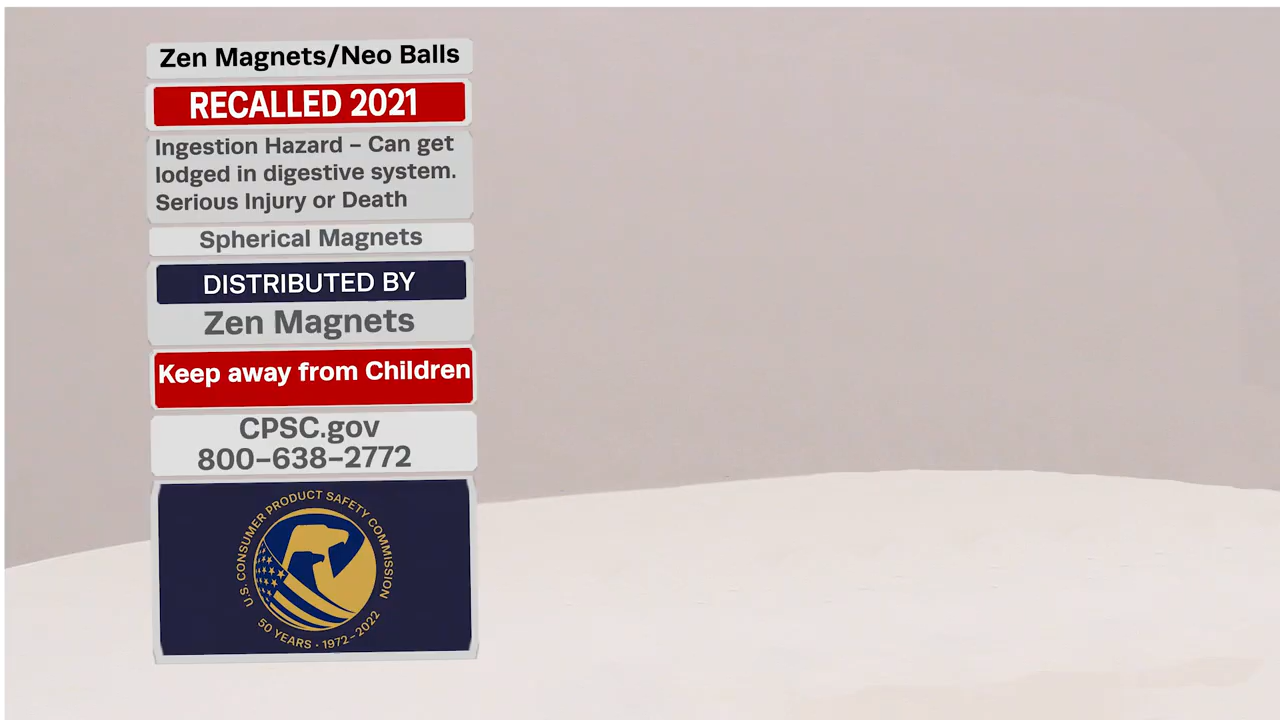 Zen Magnets/Neo Balls
RECALLED 2021
Ingestion Hazard – Can get
lodged in digestive system.
Serious Injury or Death
Spherical Magnets
DISTRIBUTED BY
Zen Magnets
Keep away from Children
CPSC.gov
800–638–2772
U.S. CONSUMER PRODUCT SAFETY COMMISSION
50 YEARS · 1972–2022